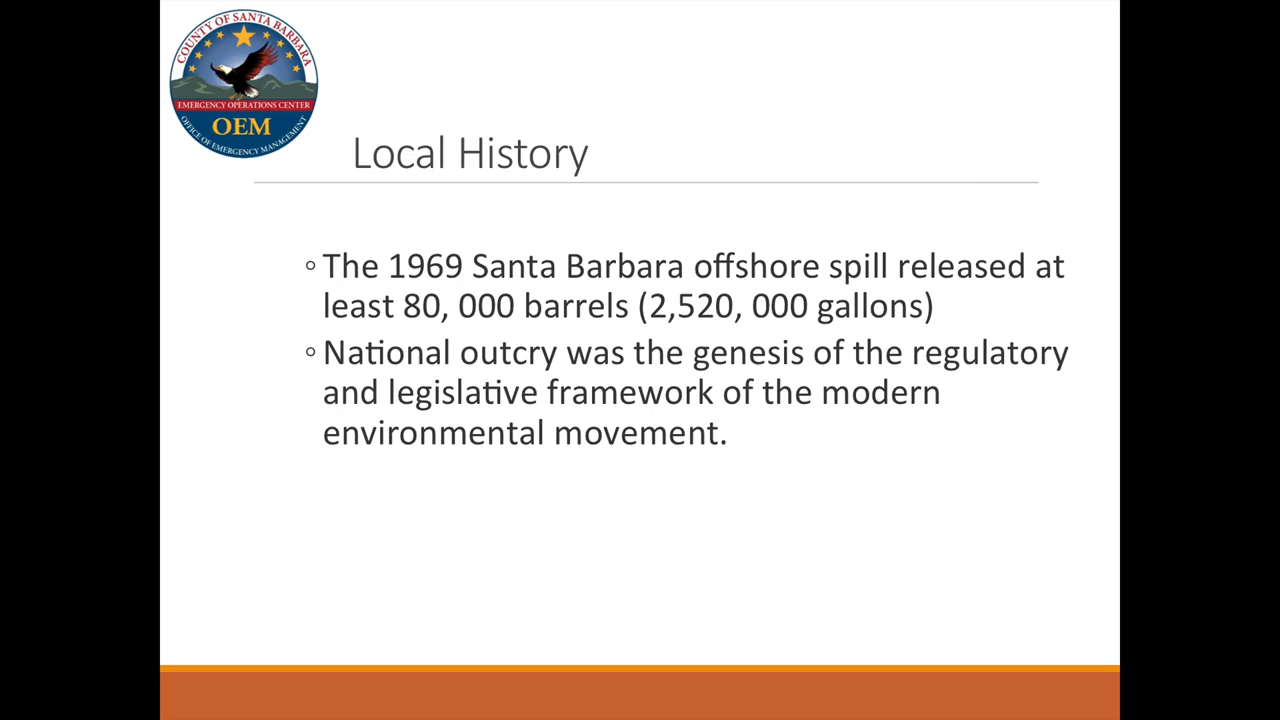 COUNTY OF SANTA BARBARA
EMERGENCY OPERATIONS CENTER
OEM
OFFICE OF EMERGENCY MANAGEMENT
Local History
◦ The 1969 Santa Barbara offshore spill released at
least 80, 000 barrels (2,520, 000 gallons)
◦ National outcry was the genesis of the regulatory
and legislative framework of the modern
environmental movement.